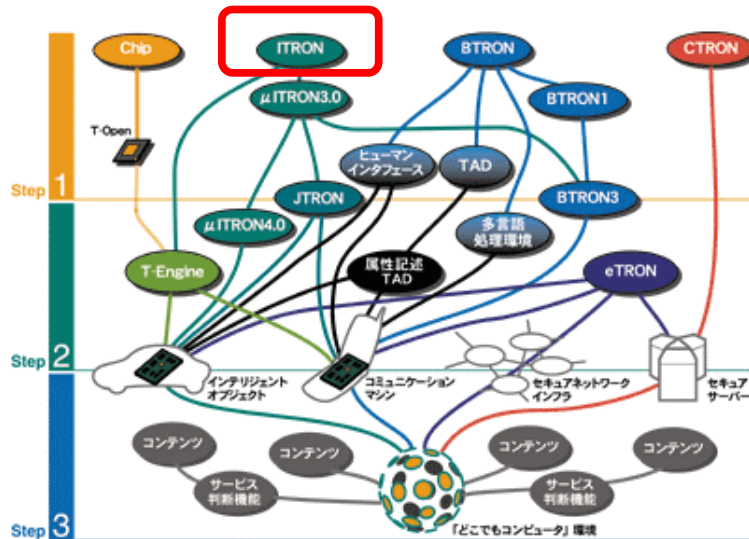 Chip
ITRON
BTRON
CTRON
μITRON3.0
BTRON1
T-Open
ヒューマン
インタフェース
TAD
Step 1
JTRON
BTRON3
μITRON4.0
多言語
処理環境
T-Engine
属性記述
TAD
eTRON
Step 2
インテリジェント
オブジェクト
コミュニケーション
マシン
セキュアネットワーク
インフラ
セキュア
サーバー
コンテンツ
コンテンツ
コンテンツ
コンテンツ
サービス
判断機能
サービス
判断機能
Step 3
「どこでもコンピュータ」環境